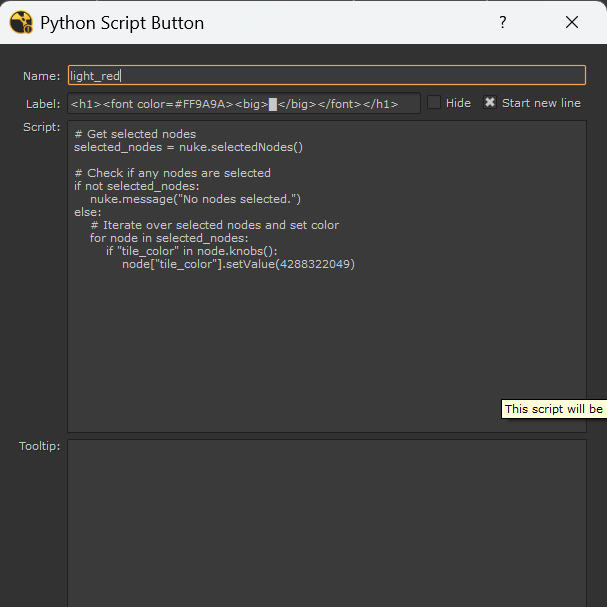 Python Script Button ? ×
Name: light_red
Label: <h1><font color=#FF9A9A><big>█</big></font></h1> Hide Start new line
Script:
# Get selected nodes
selected_nodes = nuke.selectedNodes()
# Check if any nodes are selected
if not selected_nodes:
    nuke.message("No nodes selected.")
else:
    # Iterate over selected nodes and set color
    for node in selected_nodes:
        if "tile_color" in node.knobs():
            node["tile_color"].setValue(4288322049)
This script will be
Tooltip: